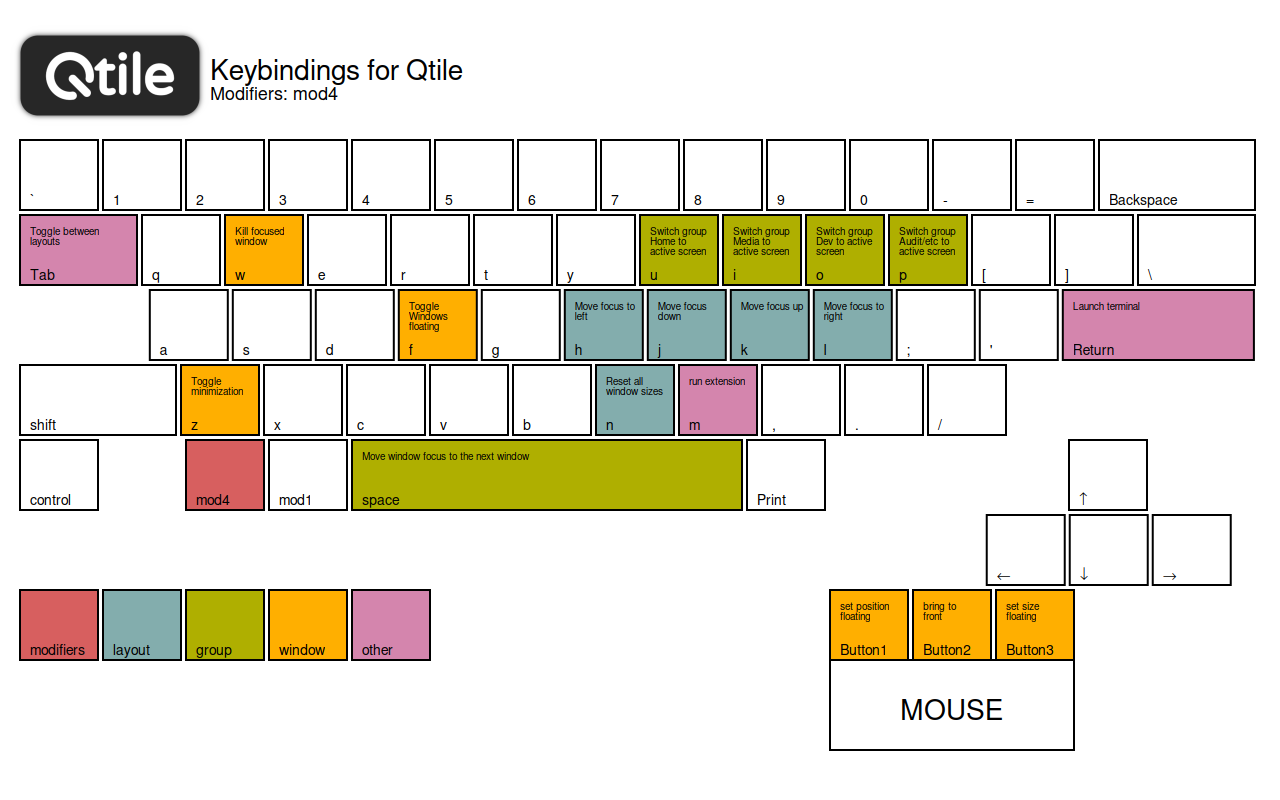 Qtile
Keybindings for Qtile
Modifiers: mod4
`
1
2
3
4
5
6
7
8
9
0
-
=
Backspace
Toggle between
layouts
Tab
q
Kill focused
window
w
e
r
t
y
Switch group
Home to
active screen
u
Switch group
Media to
active screen
i
Switch group
Dev to active
screen
o
Switch group
Audit/etc to
active screen
p
[
]
\
a
s
d
Toggle
Windows
floating
f
g
Move focus to
left
h
Move focus
down
j
Move focus up
k
Move focus to
right
l
;
'
Launch terminal
Return
shift
Toggle
minimization
z
x
c
v
b
Reset all
window sizes
n
run extension
m
,
.
/
control
mod4
mod1
Move window focus to the next window
space
Print
↑
←
↓
→
modifiers
layout
group
window
other
set position
floating
Button1
bring to
front
Button2
set size
floating
Button3
MOUSE